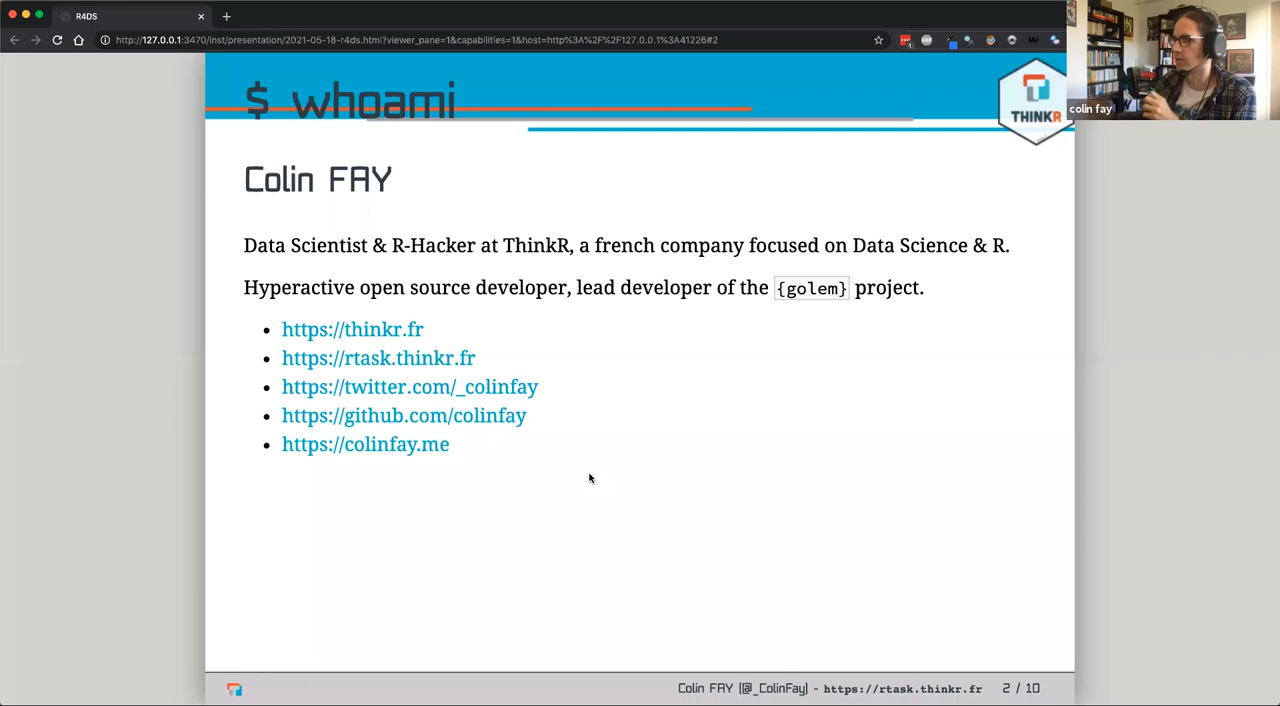 R4DS
http://127.0.0.1:3470/inst/presentation/2021-05-18-r4ds.html?viewer_pane=1&capabilities=1&host=http%3A%2F%2F127.0.0.1%3A41226#2
colin fay
$ whoami
THINKR
Colin FAY
Data Scientist & R-Hacker at ThinkR, a french company focused on Data Science & R.
Hyperactive open source developer, lead developer of the {golem} project.
https://thinkr.fr
https://rtask.thinkr.fr
https://twitter.com/_colinfay
https://github.com/colinfay
https://colinfay.me
Colin FAY (@_ColinFay) - https://rtask.thinkr.fr 2 / 10